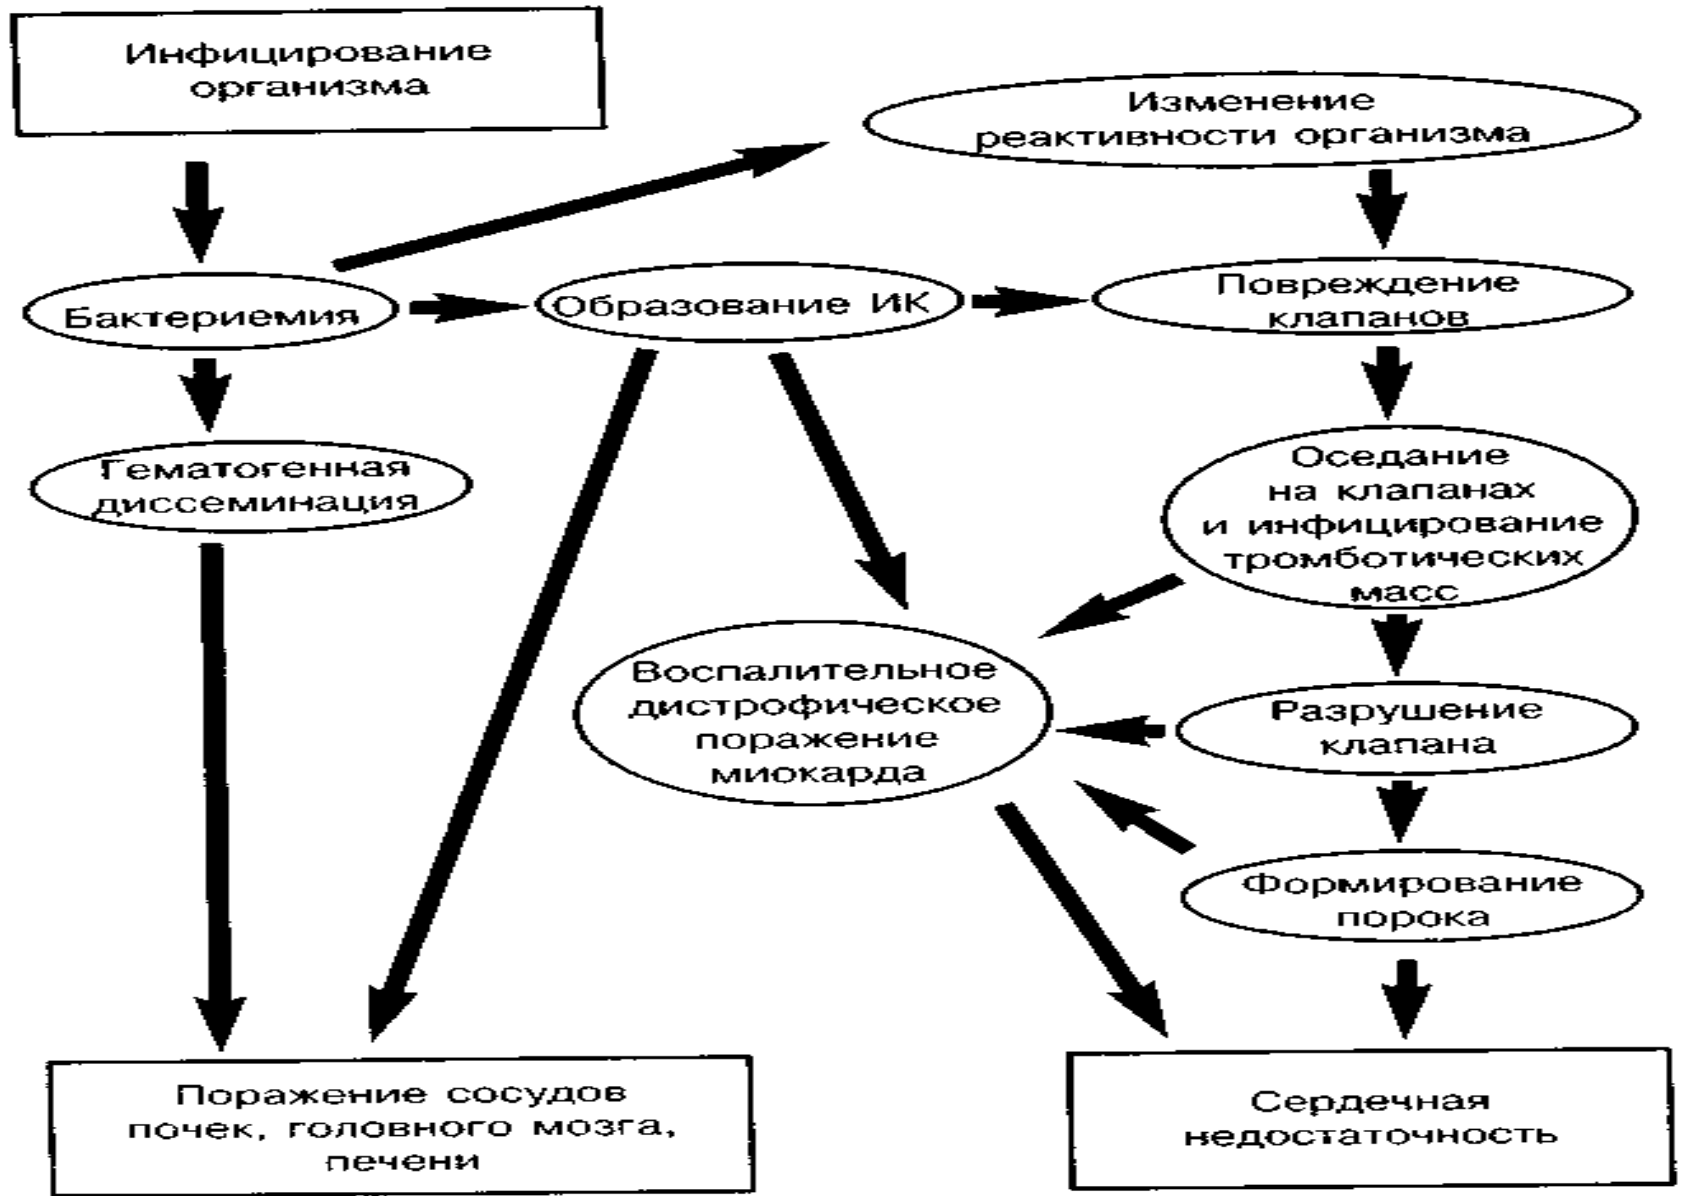 Инфицирование
организма
Изменение
реактивности организма
Бактериемия
Образование ИК
Повреждение
клапанов
Гематогенная
диссеминация
Оседание
на клапанах
и инфицирование
тромботических
масс
Воспалительное
дистрофическое
поражение
миокарда
Разрушение
клапана
Формирование
порока
Поражение сосудов
почек, головного мозга,
печени
Сердечная
недостаточность